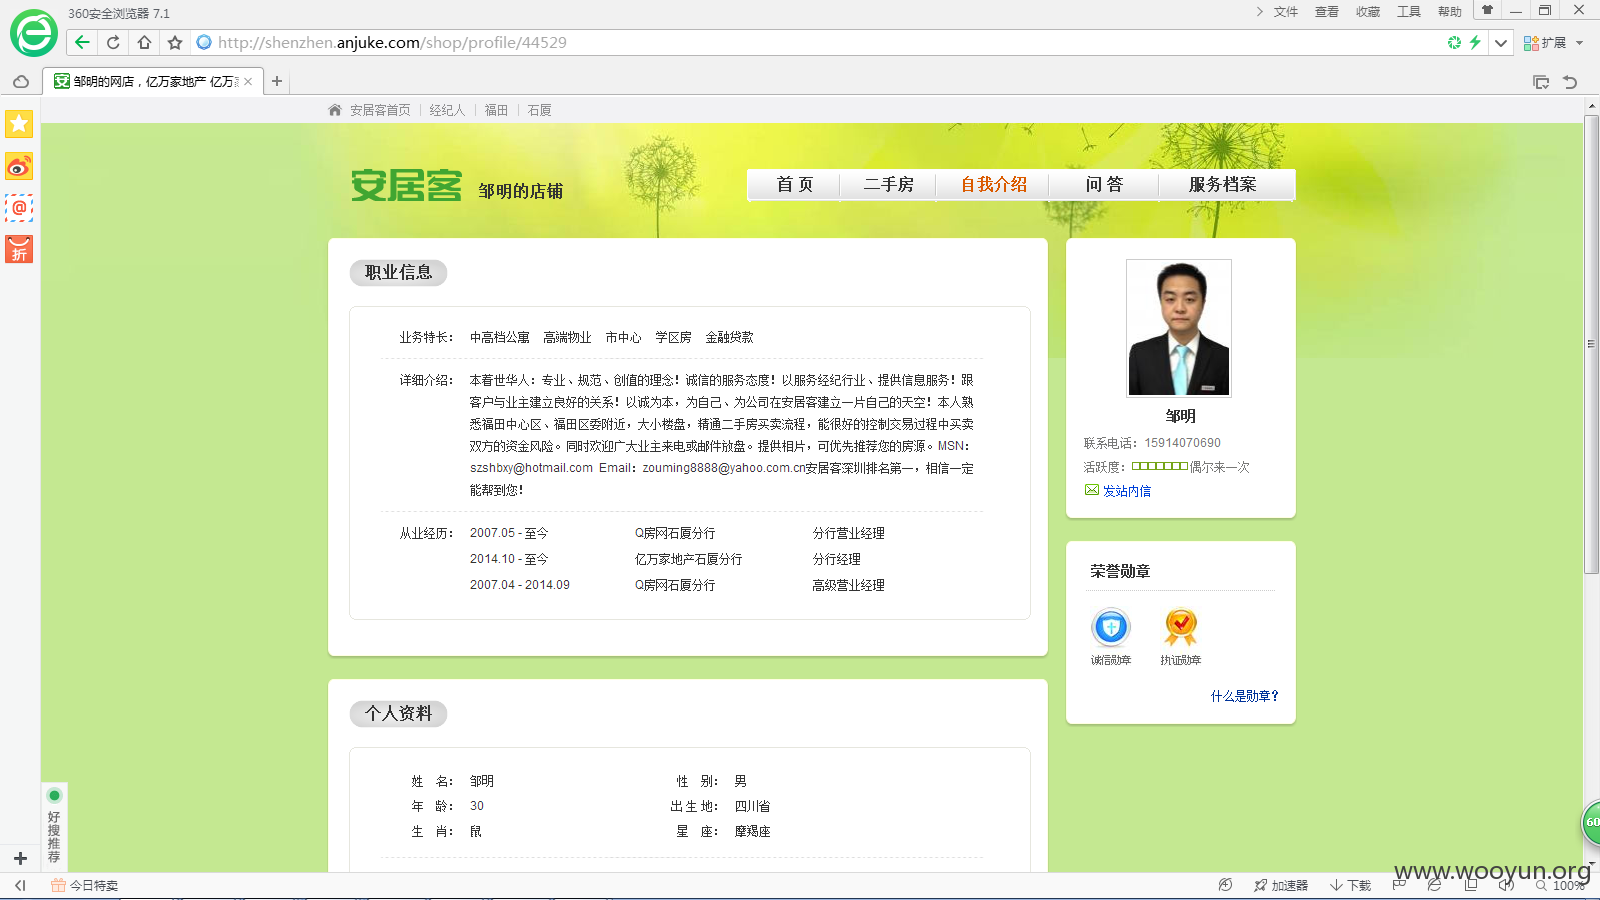 360安全浏览器 7.1
文件 查看 收藏 工具 帮助
http://shenzhen.anjuke.com/shop/profile/44529
扩展
邹明的网店，亿万家地产 亿万
安居客首页 经纪人 福田 石厦
安居客 邹明的店铺
首 页 二手房 自我介绍 问 答 服务档案
折
职业信息
业务特长： 中高档公寓 高端物业 市中心 学区房 金融贷款
详细介绍： 本着世华人：专业、规范、创值的理念！诚信的服务态度！以服务经纪行业、提供信息服务！跟
客户与业主建立良好的关系！以诚为本，为自己、为公司在安居客建立一片自己的天空！本人熟
悉福田中心区、福田区委附近，大小楼盘，精通二手房买卖流程，能很好的控制交易过程中买卖
双方的资金风险。同时欢迎广大业主来电或邮件放盘。提供相片，可优先推荐您的房源。MSN：
szshbxy@hotmail.com Email：zouming8888@yahoo.com.cn安居客深圳排名第一，相信一定
能帮到您！
从业经历： 2007.05 - 至今 Q房网石厦分行 分行营业经理
2014.10 - 至今 亿万家地产石厦分行 分行经理
2007.04 - 2014.09 Q房网石厦分行 高级营业经理
邹明
联系电话：15914070690
活跃度： 偶尔来一次
发站内信
荣誉勋章
诚信勋章 执证勋章
什么是勋章?
个人资料
姓 名： 邹明 性 别： 男
年 龄： 30 出 生 地： 四川省
生 肖： 鼠 星 座： 摩羯座
好搜推荐
60
www.wooyun.org
今日特卖
加速器 下载 100%